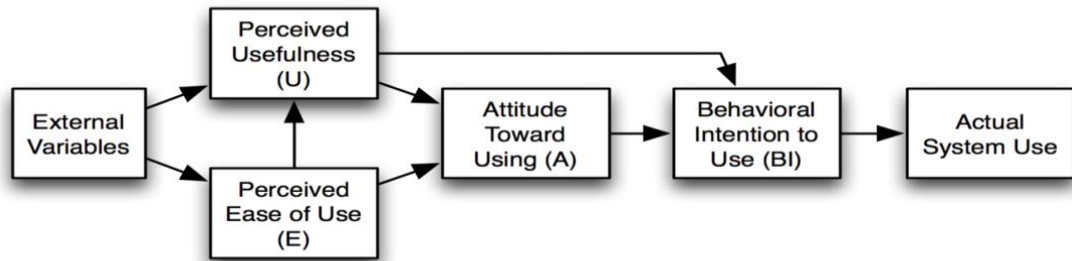 External
Variables
Perceived
Usefulness
(U)
Perceived
Ease of Use
(E)
Attitude
Toward
Using (A)
Behavioral
Intention to
Use (BI)
Actual
System Use